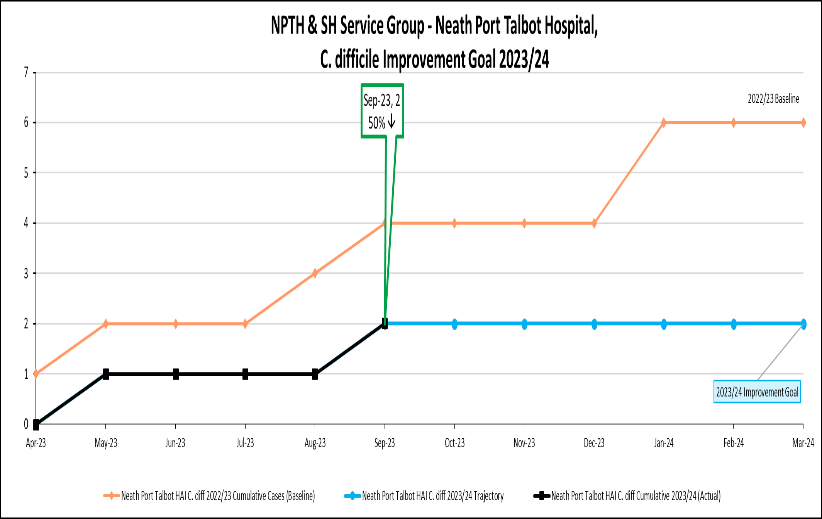 NPTH & SH Service Group - Neath Port Talbot Hospital,
C. difficile Improvement Goal 2023/24
7
6
5
4
3
2
1
0
Sep-23, 2
50% ↓
2022/23 Baseline
2023/24 Improvement Goal
Apr-23 May-23 Jun-23 Jul-23 Aug-23 Sep-23 Oct-23 Nov-23 Dec-23 Jan-24 Feb-24 Mar-24
Neath Port Talbot HAI C. diff 2022/23 Cumulative Cases (Baseline) Neath Port Talbot HAI C. diff 2023/24 Trajectory Neath Port Talbot HAI C. diff Cumulative 2023/24 (Actual)